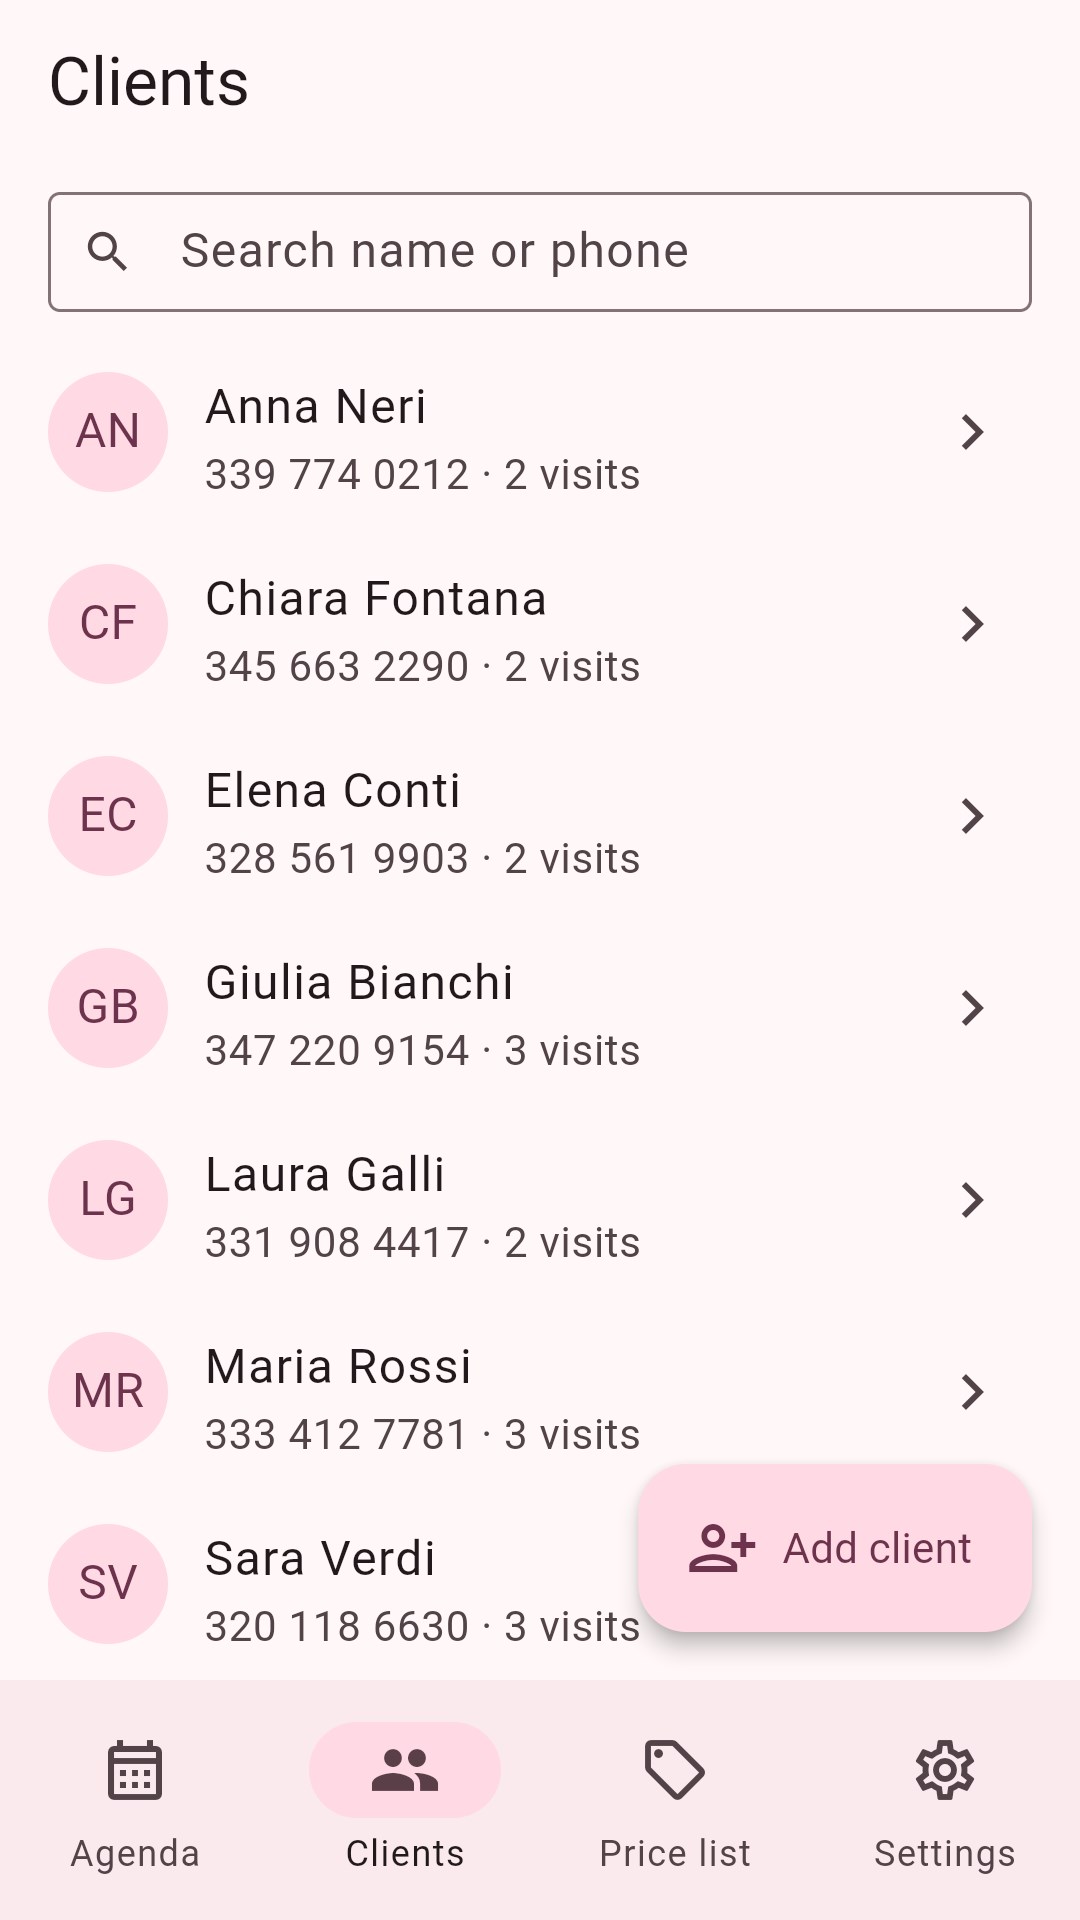 Clients
Search name or phone
AN
Anna Neri
339 774 0212 · 2 visits
CF
Chiara Fontana
345 663 2290 · 2 visits
EC
Elena Conti
328 561 9903 · 2 visits
GB
Giulia Bianchi
347 220 9154 · 3 visits
LG
Laura Galli
331 908 4417 · 2 visits
MR
Maria Rossi
333 412 7781 · 3 visits
SV
Sara Verdi
320 118 6630 · 3 visits
Add client
Agenda
Clients
Price list
Settings